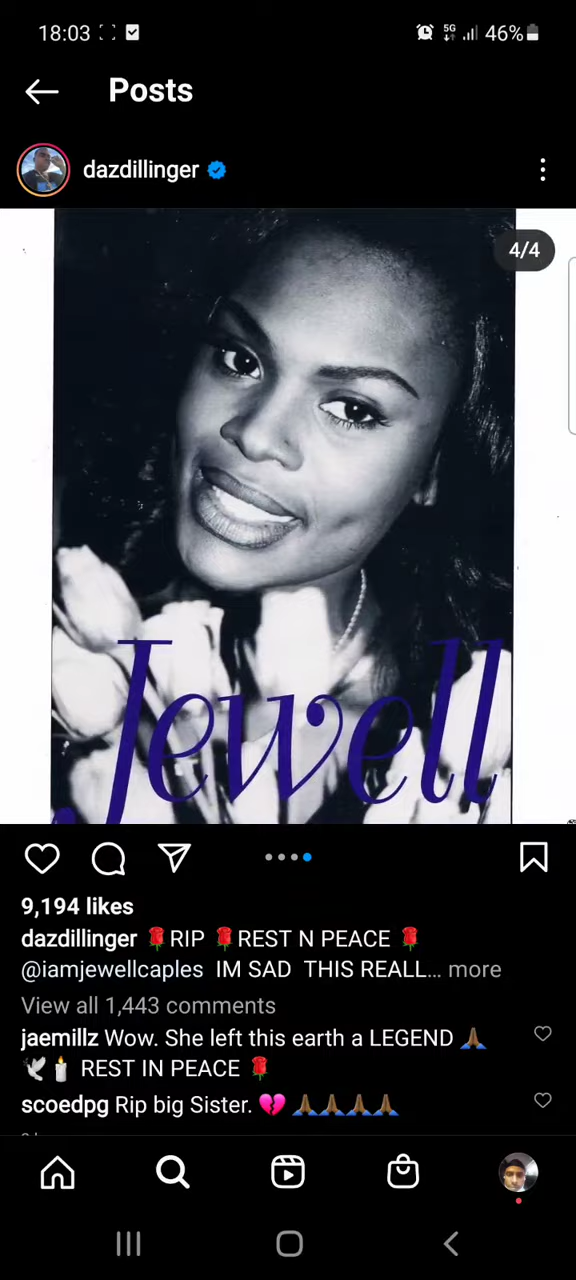 18:03 5G 46%
Posts
dazdillinger
4/4
Jewell
9,194 likes
dazdillinger 🌹RIP 🌹REST N PEACE 🌹
@iamjewellcaples IM SAD THIS REALL... more
View all 1,443 comments
jaemillz Wow. She left this earth a LEGEND 🙏🏾
🕊️🕯️ REST IN PEACE 🌹
scoedpg Rip big Sister. 💔 🙏🏾🙏🏾🙏🏾🙏🏾